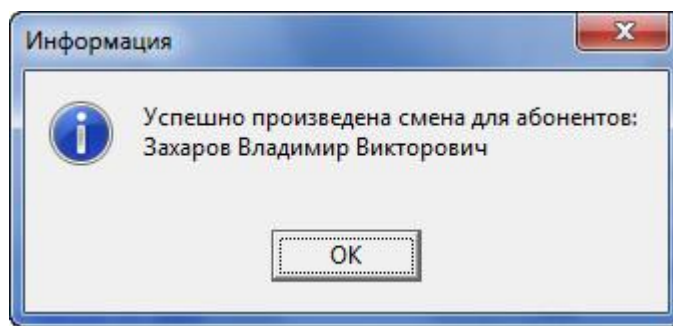 Информация
Успешно произведена смена для абонентов:
Захаров Владимир Викторович
OK